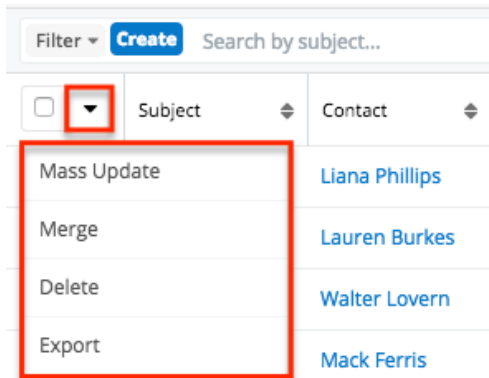 Filter Create Search by subject...
Subject Contact
Mass Update Liana Phillips
Merge Lauren Burkes
Delete Walter Lovern
Export Mack Ferris